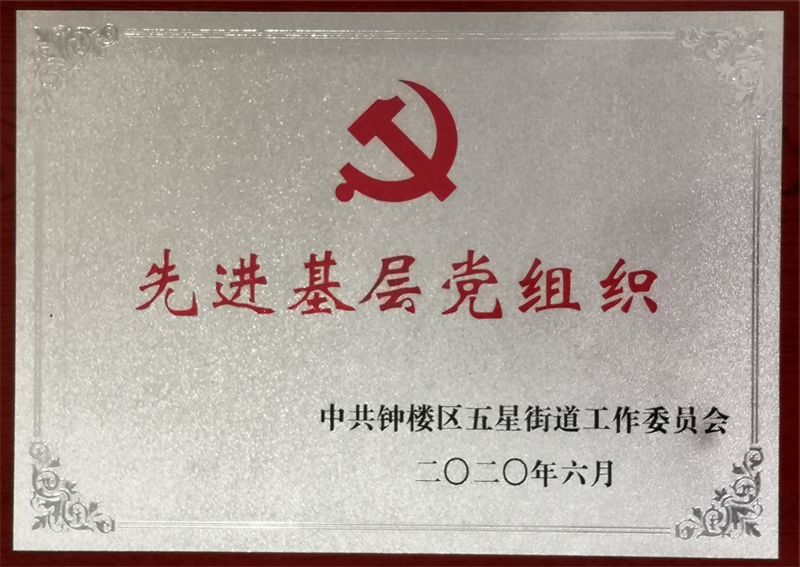 先进基层党组织
中共钟楼区五星街道工作委员会
二〇二〇年六月